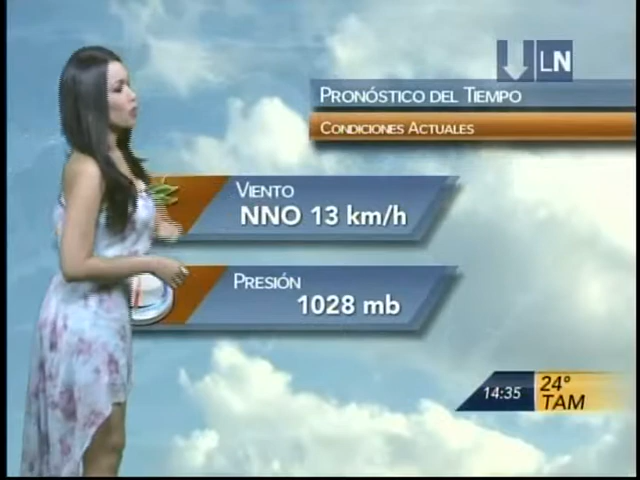 LN
PRONÓSTICO DEL TIEMPO
CONDICIONES ACTUALES
VIENTO
NNO 13 km/h
PRESIÓN
1028 mb
14:35
24°
TAM